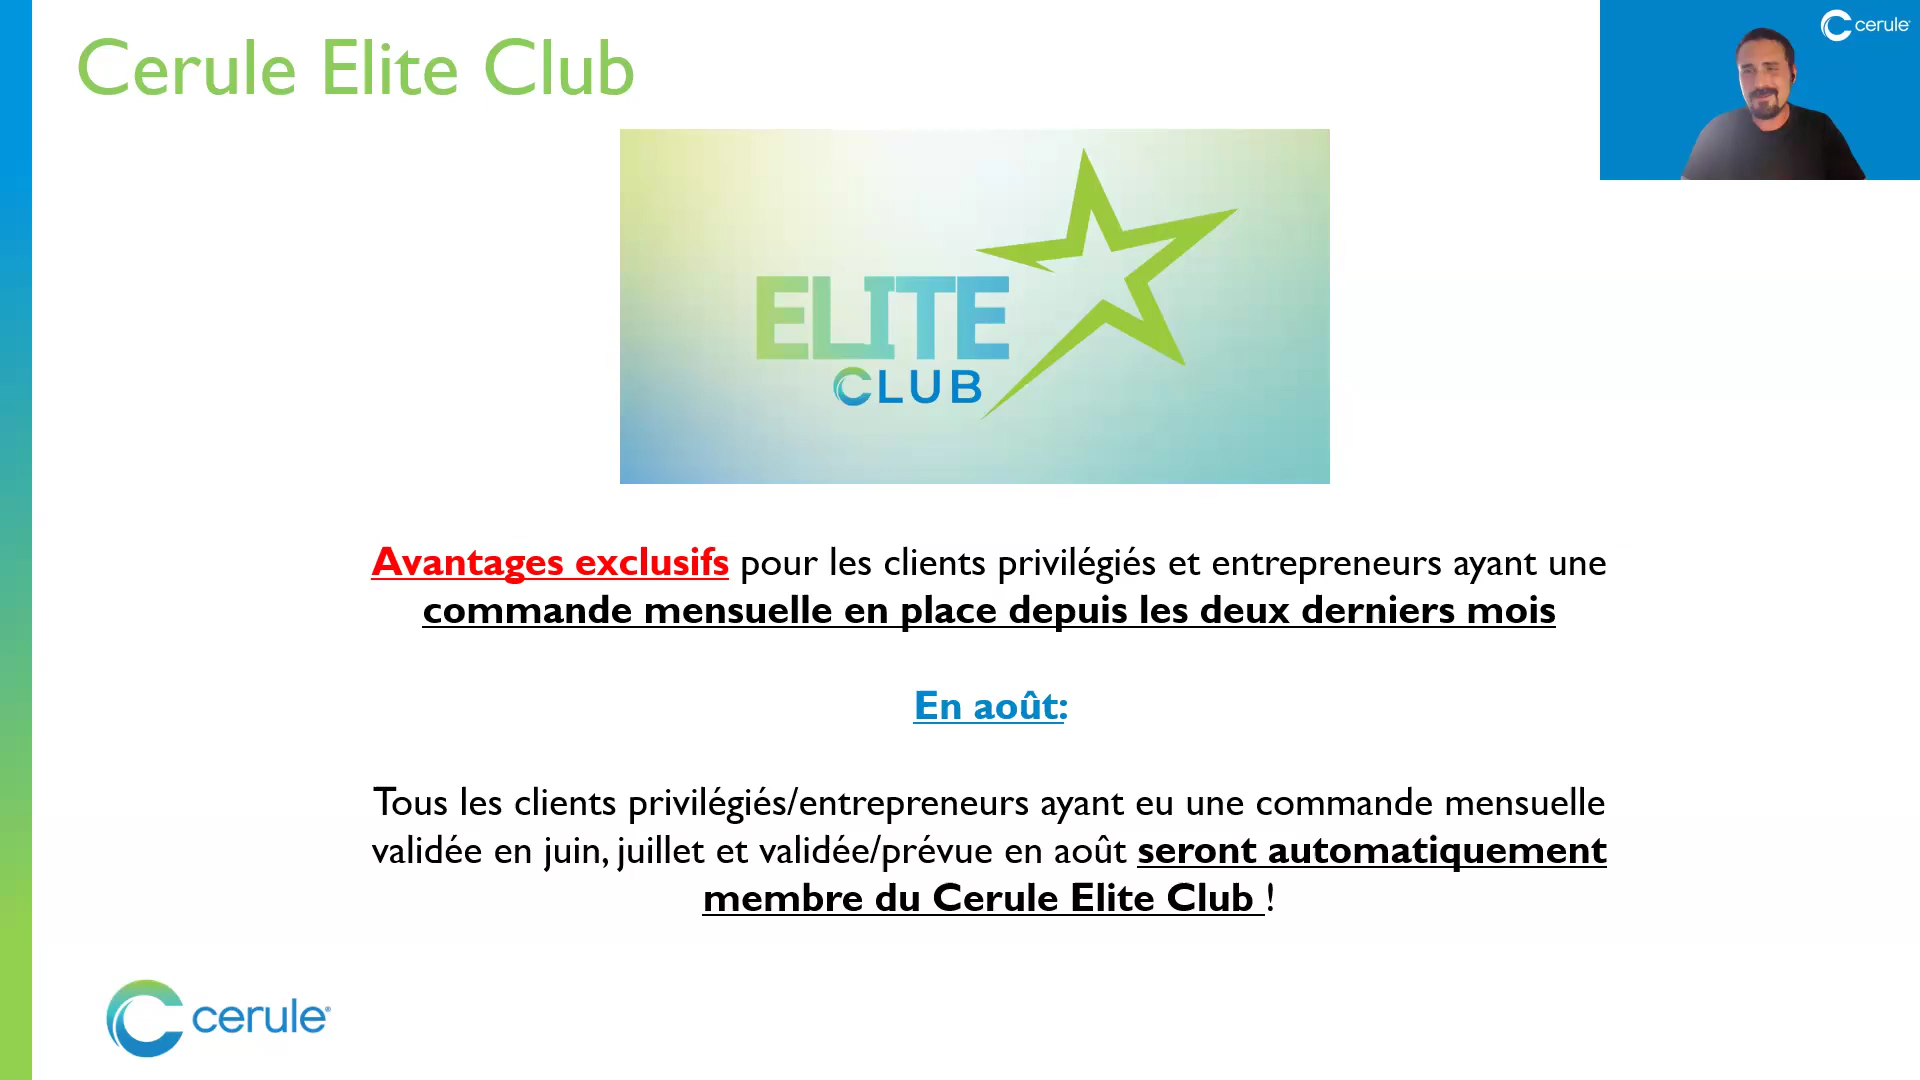 Cerule Elite Club
cerule
ELITE
CLUB
Avantages exclusifs pour les clients privilégiés et entrepreneurs ayant une
commande mensuelle en place depuis les deux derniers mois
En août:
Tous les clients privilégiés/entrepreneurs ayant eu une commande mensuelle
validée en juin, juillet et validée/prévue en août seront automatiquement
membre du Cerule Elite Club !
cerule®